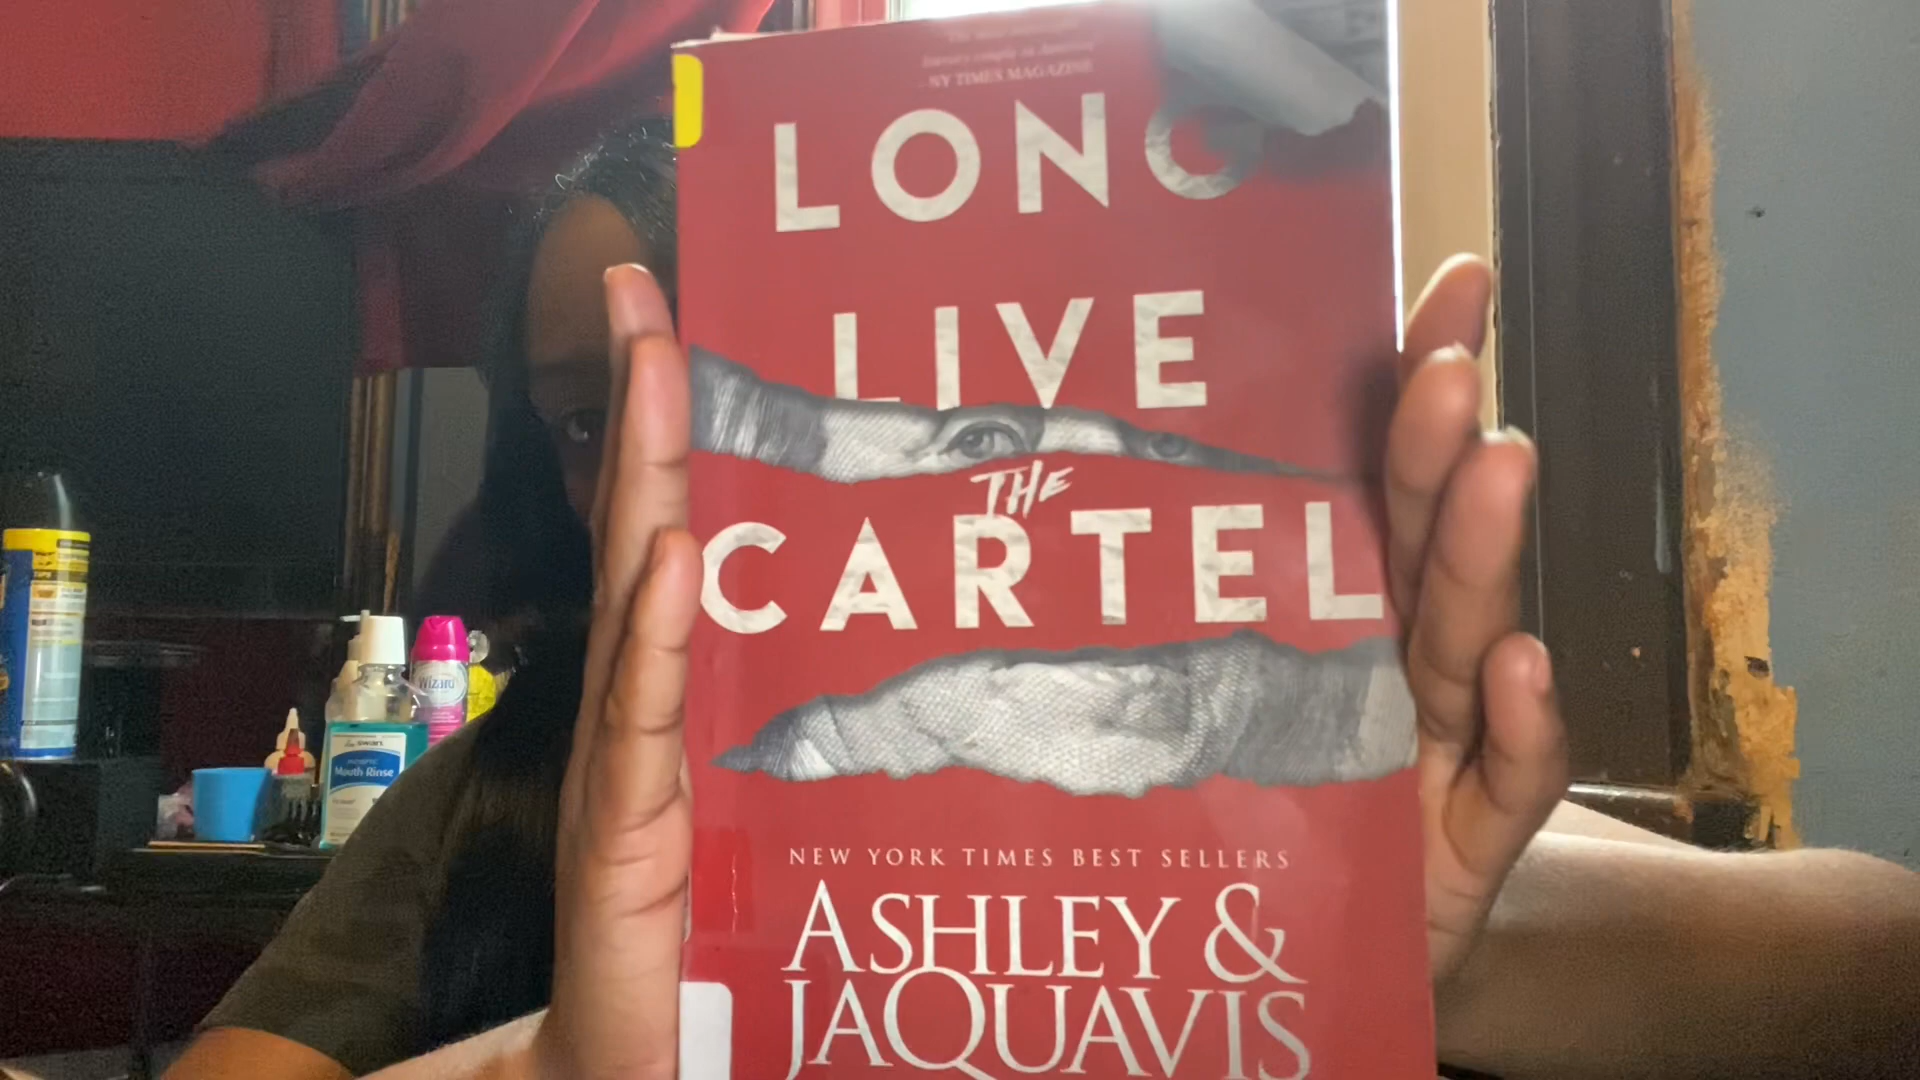 NY TIMES MAGAZINE
LONG
LIVE
THE
CARTEL
NEW YORK TIMES BEST SELLERS
ASHLEY &
JAQUAVIS
Wizard
Mouth Rinse